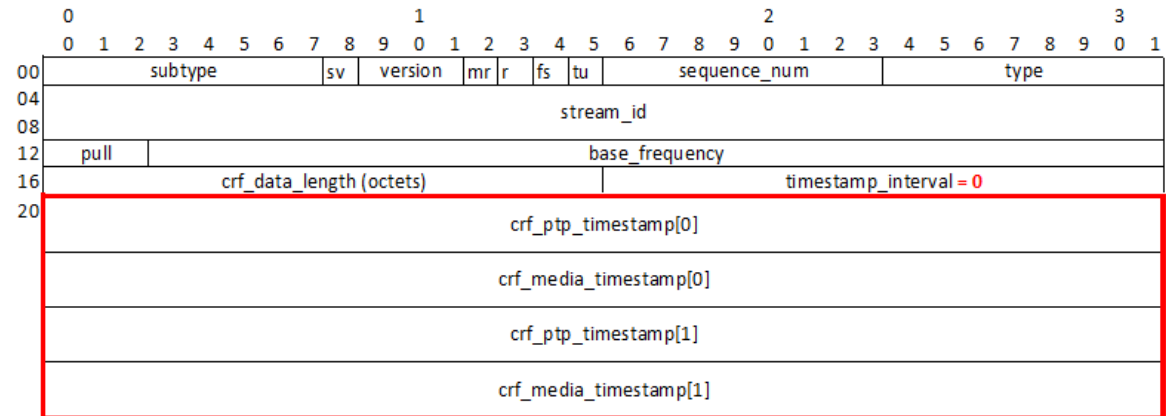 0 1 2 3
0 1 2 3 4 5 6 7 8 9 0 1 2 3 4 5 6 7 8 9 0 1 2 3 4 5 6 7 8 9 0 1
00 subtype sv version mr r fs tu sequence_num type
04 stream_id
08
12 pull base_frequency
16 crf_data_length (octets) timestamp_interval = 0
20 crf_ptp_timestamp[0]
crf_media_timestamp[0]
crf_ptp_timestamp[1]
crf_media_timestamp[1]